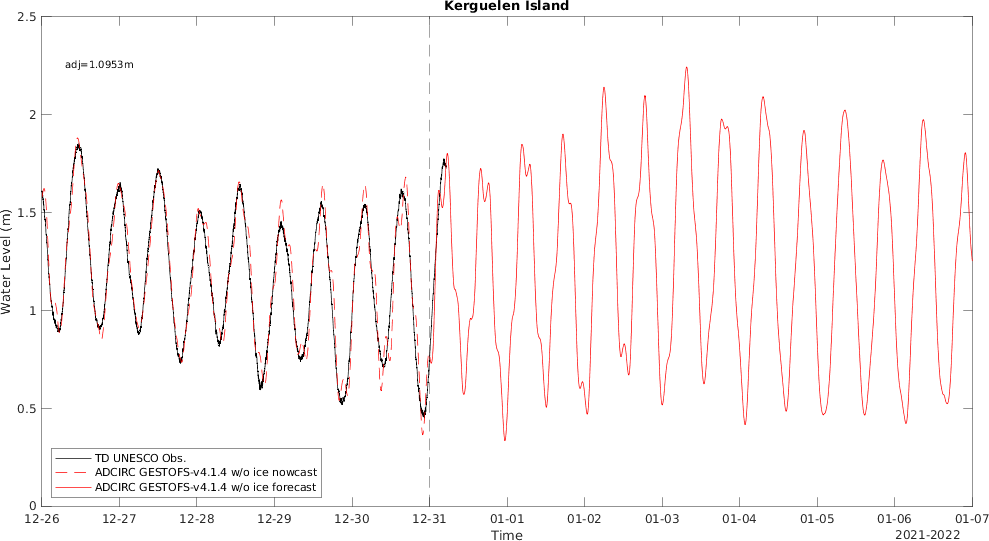 Kerguelen Island
2.5
adj=1.0953m
2
1.5
Water Level (m)
1
0.5
TD UNESCO Obs.
ADCIRC GESTOFS-v4.1.4 w/o ice nowcast
ADCIRC GESTOFS-v4.1.4 w/o ice forecast
0
12-26 12-27 12-28 12-29 12-30 12-31 01-01 01-02 01-03 01-04 01-05 01-06 01-07
Time
2021-2022